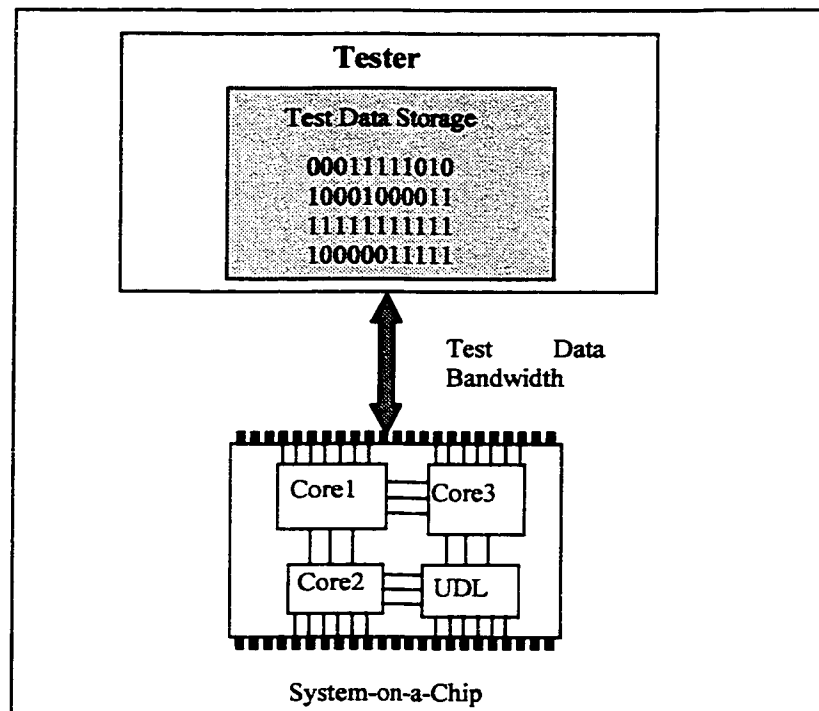 Tester
Test Data Storage
00011111010
10001000011
11111111111
10000011111
Test Data
Bandwidth
Core1
Core3
Core2
UDL
System-on-a-Chip